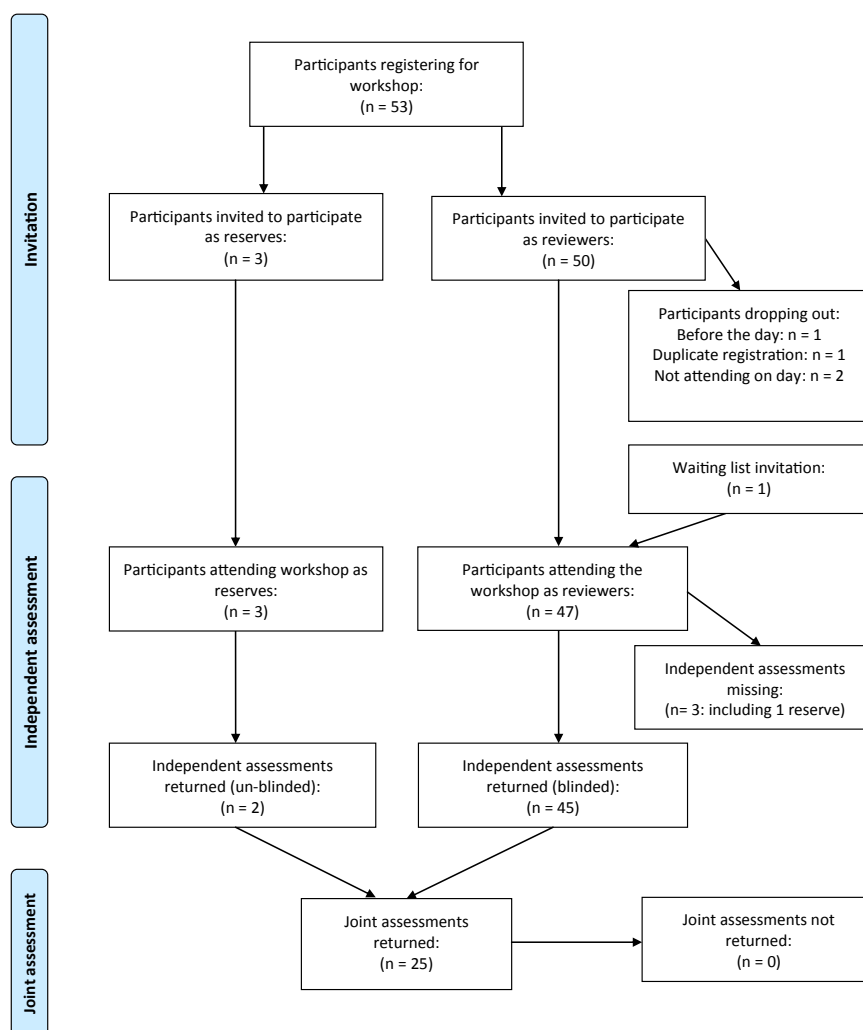 Invitation
Participants registering for
workshop:
(n = 53)
Participants invited to participate
as reserves:
(n = 3)
Participants invited to participate
as reviewers:
(n = 50)
Participants dropping out:
Before the day: n = 1
Duplicate registration: n = 1
Not attending on day: n = 2
Independent assessment
Waiting list invitation:
(n = 1)
Participants attending workshop as
reserves:
(n = 3)
Participants attending the
workshop as reviewers:
(n = 47)
Independent assessments
missing:
(n= 3: including 1 reserve)
Independent assessments
returned (un-blinded):
(n = 2)
Independent assessments
returned (blinded):
(n = 45)
Joint assessment
Joint assessments
returned:
(n = 25)
Joint assessments not
returned:
(n = 0)